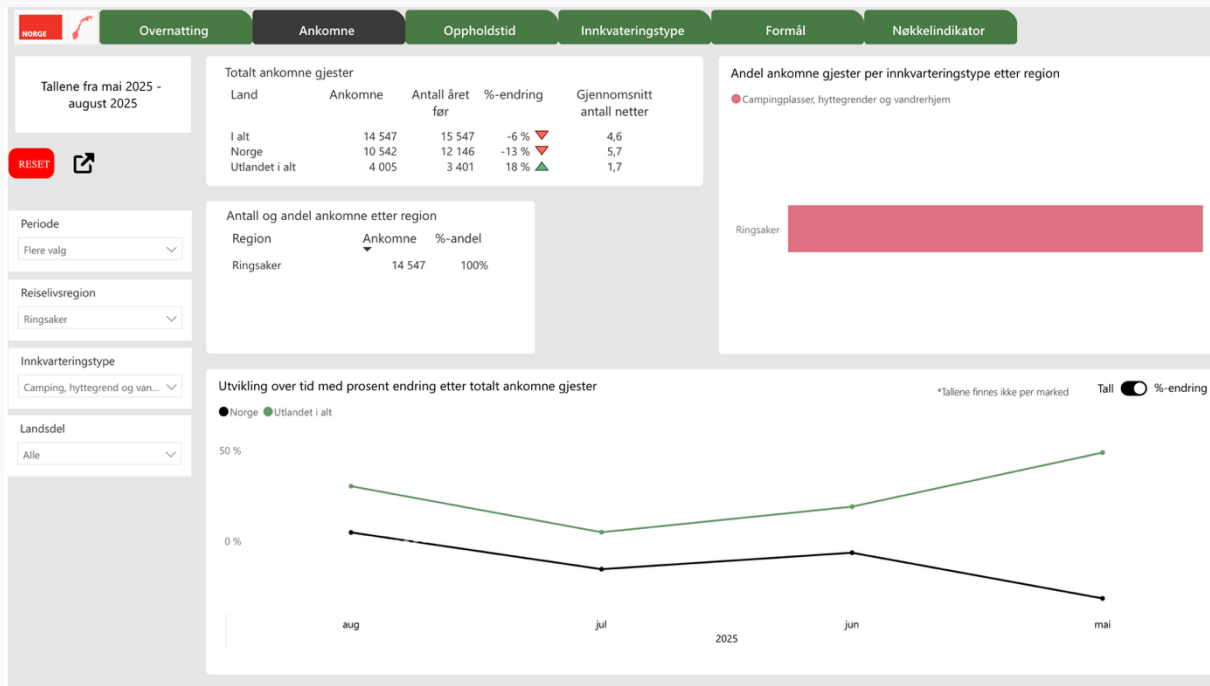 NORGE
Overnatting
Ankomne
Oppholdstid
Innkvateringstype
Formål
Nøkkelindikator
Tallene fra mai 2025 -
august 2025
RESET
Periode
Flere valg
Reiselivsregion
Ringsaker
Innkvarteringstype
Camping, hyttegrend og van...
Landsdel
Alle
Totalt ankomne gjester
Land Ankomne Antall året %-endring Gjennomsnitt
før antall netter
I alt 14 547 15 547 -6 % 4,6
Norge 10 542 12 146 -13 % 5,7
Utlandet i alt 4 005 3 401 18 % 1,7
Antall og andel ankomne etter region
Region Ankomne %-andel
Ringsaker 14 547 100%
Andel ankomne gjester per innkvarteringstype etter region
Campingplasser, hyttegrender og vandrerhjem
Ringsaker
Utvikling over tid med prosent endring etter totalt ankomne gjester
*Tallene finnes ikke per marked
Tall %-endring
Norge Utlandet i alt
50 %
0 %
aug jul jun mai
2025